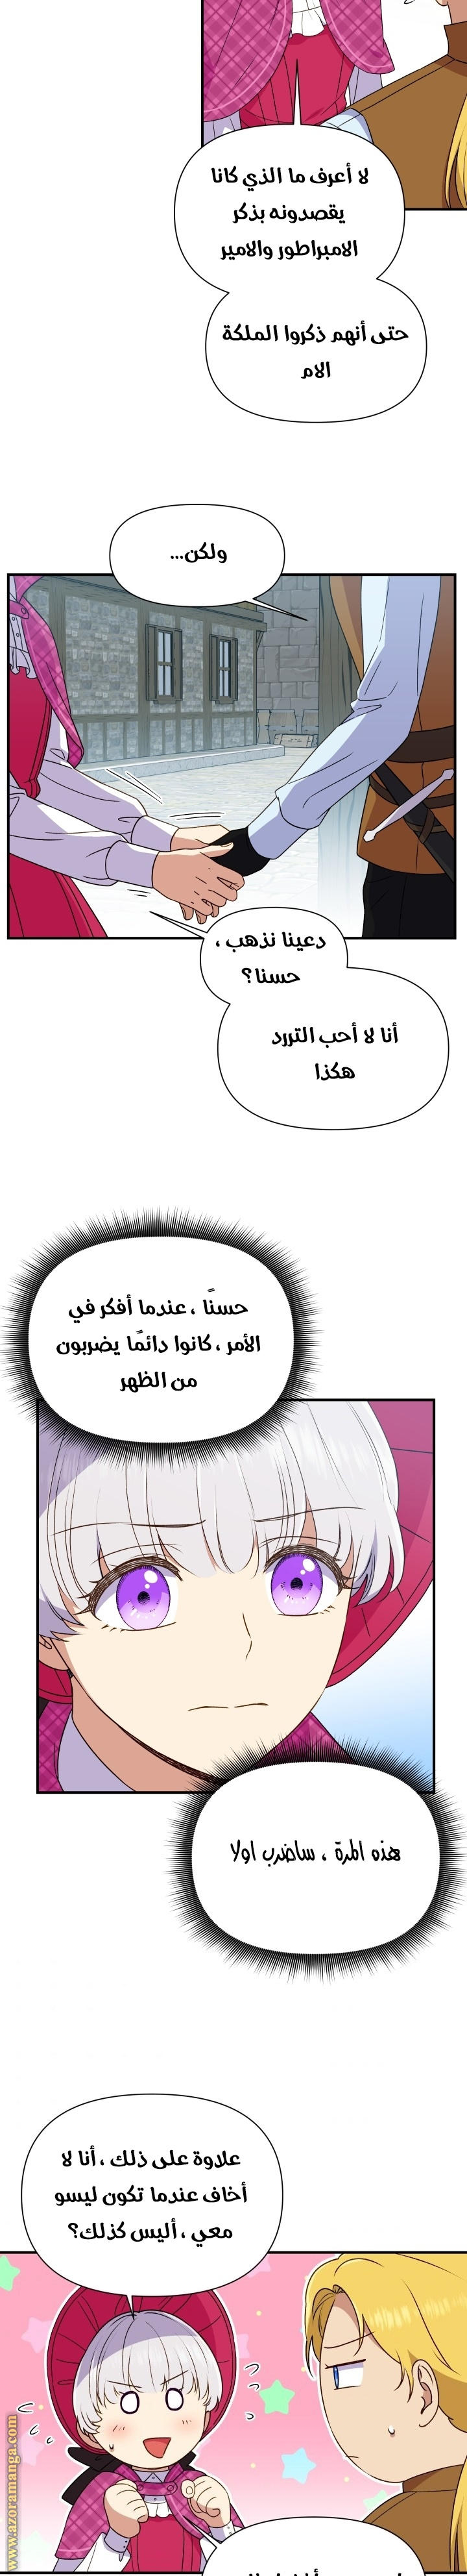 لا أعرف ما الذي كانا
يقصدونه بذكر
الامبراطور والامير
حتى أنهم ذكروا الملكة
الام
ولكن...
دعينا نذهب ،
حسنا؟
أنا لا أحب التررد
هكذا
حسنًا ، عندما أفكر في
الأمر ، كانوا دائمًا يضربون
من الظهر
هذه المرة ، ساضرب اولا
علاوة على ذلك ، أنا لا
أخاف عندما تكون ليسو
معي ، أليس كذلك؟
www.azoramanga.com